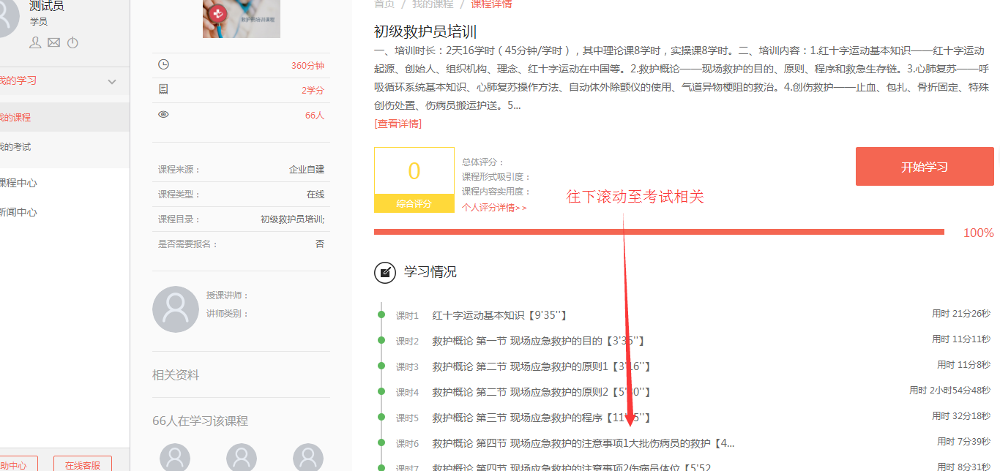 测试员
学员
我的学习
我的课程
我的考试
课程中心
新闻中心
助中心
在线客服
救护员培训课程
360分钟
2学分
66人
课程来源： 企业自建
课程类型： 在线
课程目录： 初级救护员培训;
是否需要报名： 否
授课讲师：
讲师类别：
相关资料
66人在学习该课程
首页 / 我的课程 / 课程详情
初级救护员培训
一、培训时长：2天16学时（45分钟/学时），其中理论课8学时，实操课8学时。二、培训内容：1.红十字运动基本知识——红十字运动
起源、创始人、组织机构、理念、红十字运动在中国等。2.救护概论——现场救护的目的、原则、程序和救急生存链。3.心肺复苏——呼
吸循环系统基本知识、心肺复苏操作方法、自动体外除颤仪的使用、气道异物梗阻的救治。4.创伤救护——止血、包扎、骨折固定、特殊
创伤处置、伤病员搬运护送。5...
[查看详情]
0
综合评分
总体评分：
课程形式吸引度：
课程内容实用度：
个人评分详情>>
往下滚动至考试相关
开始学习
100%
学习情况
课时1 红十字运动基本知识【9'35''】 用时 21分26秒
课时2 救护概论 第一节 现场应急救护的目的【3'35''】 用时 11分11秒
课时3 救护概论 第二节 现场应急救护的原则1【3'16''】 用时 11分8秒
课时4 救护概论 第二节 现场应急救护的原则2【5'40''】 用时 2小时54分48秒
课时5 救护概论 第三节 现场应急救护的程序【11 5''】 用时 32分18秒
课时6 救护概论 第四节 现场应急救护的注意事项1大批伤病员的救护【4... 用时 7分39秒
课时7 救护概论 第四节 现场应急救护的注意事项2伤病员体位【5'52 用时 8分31秒